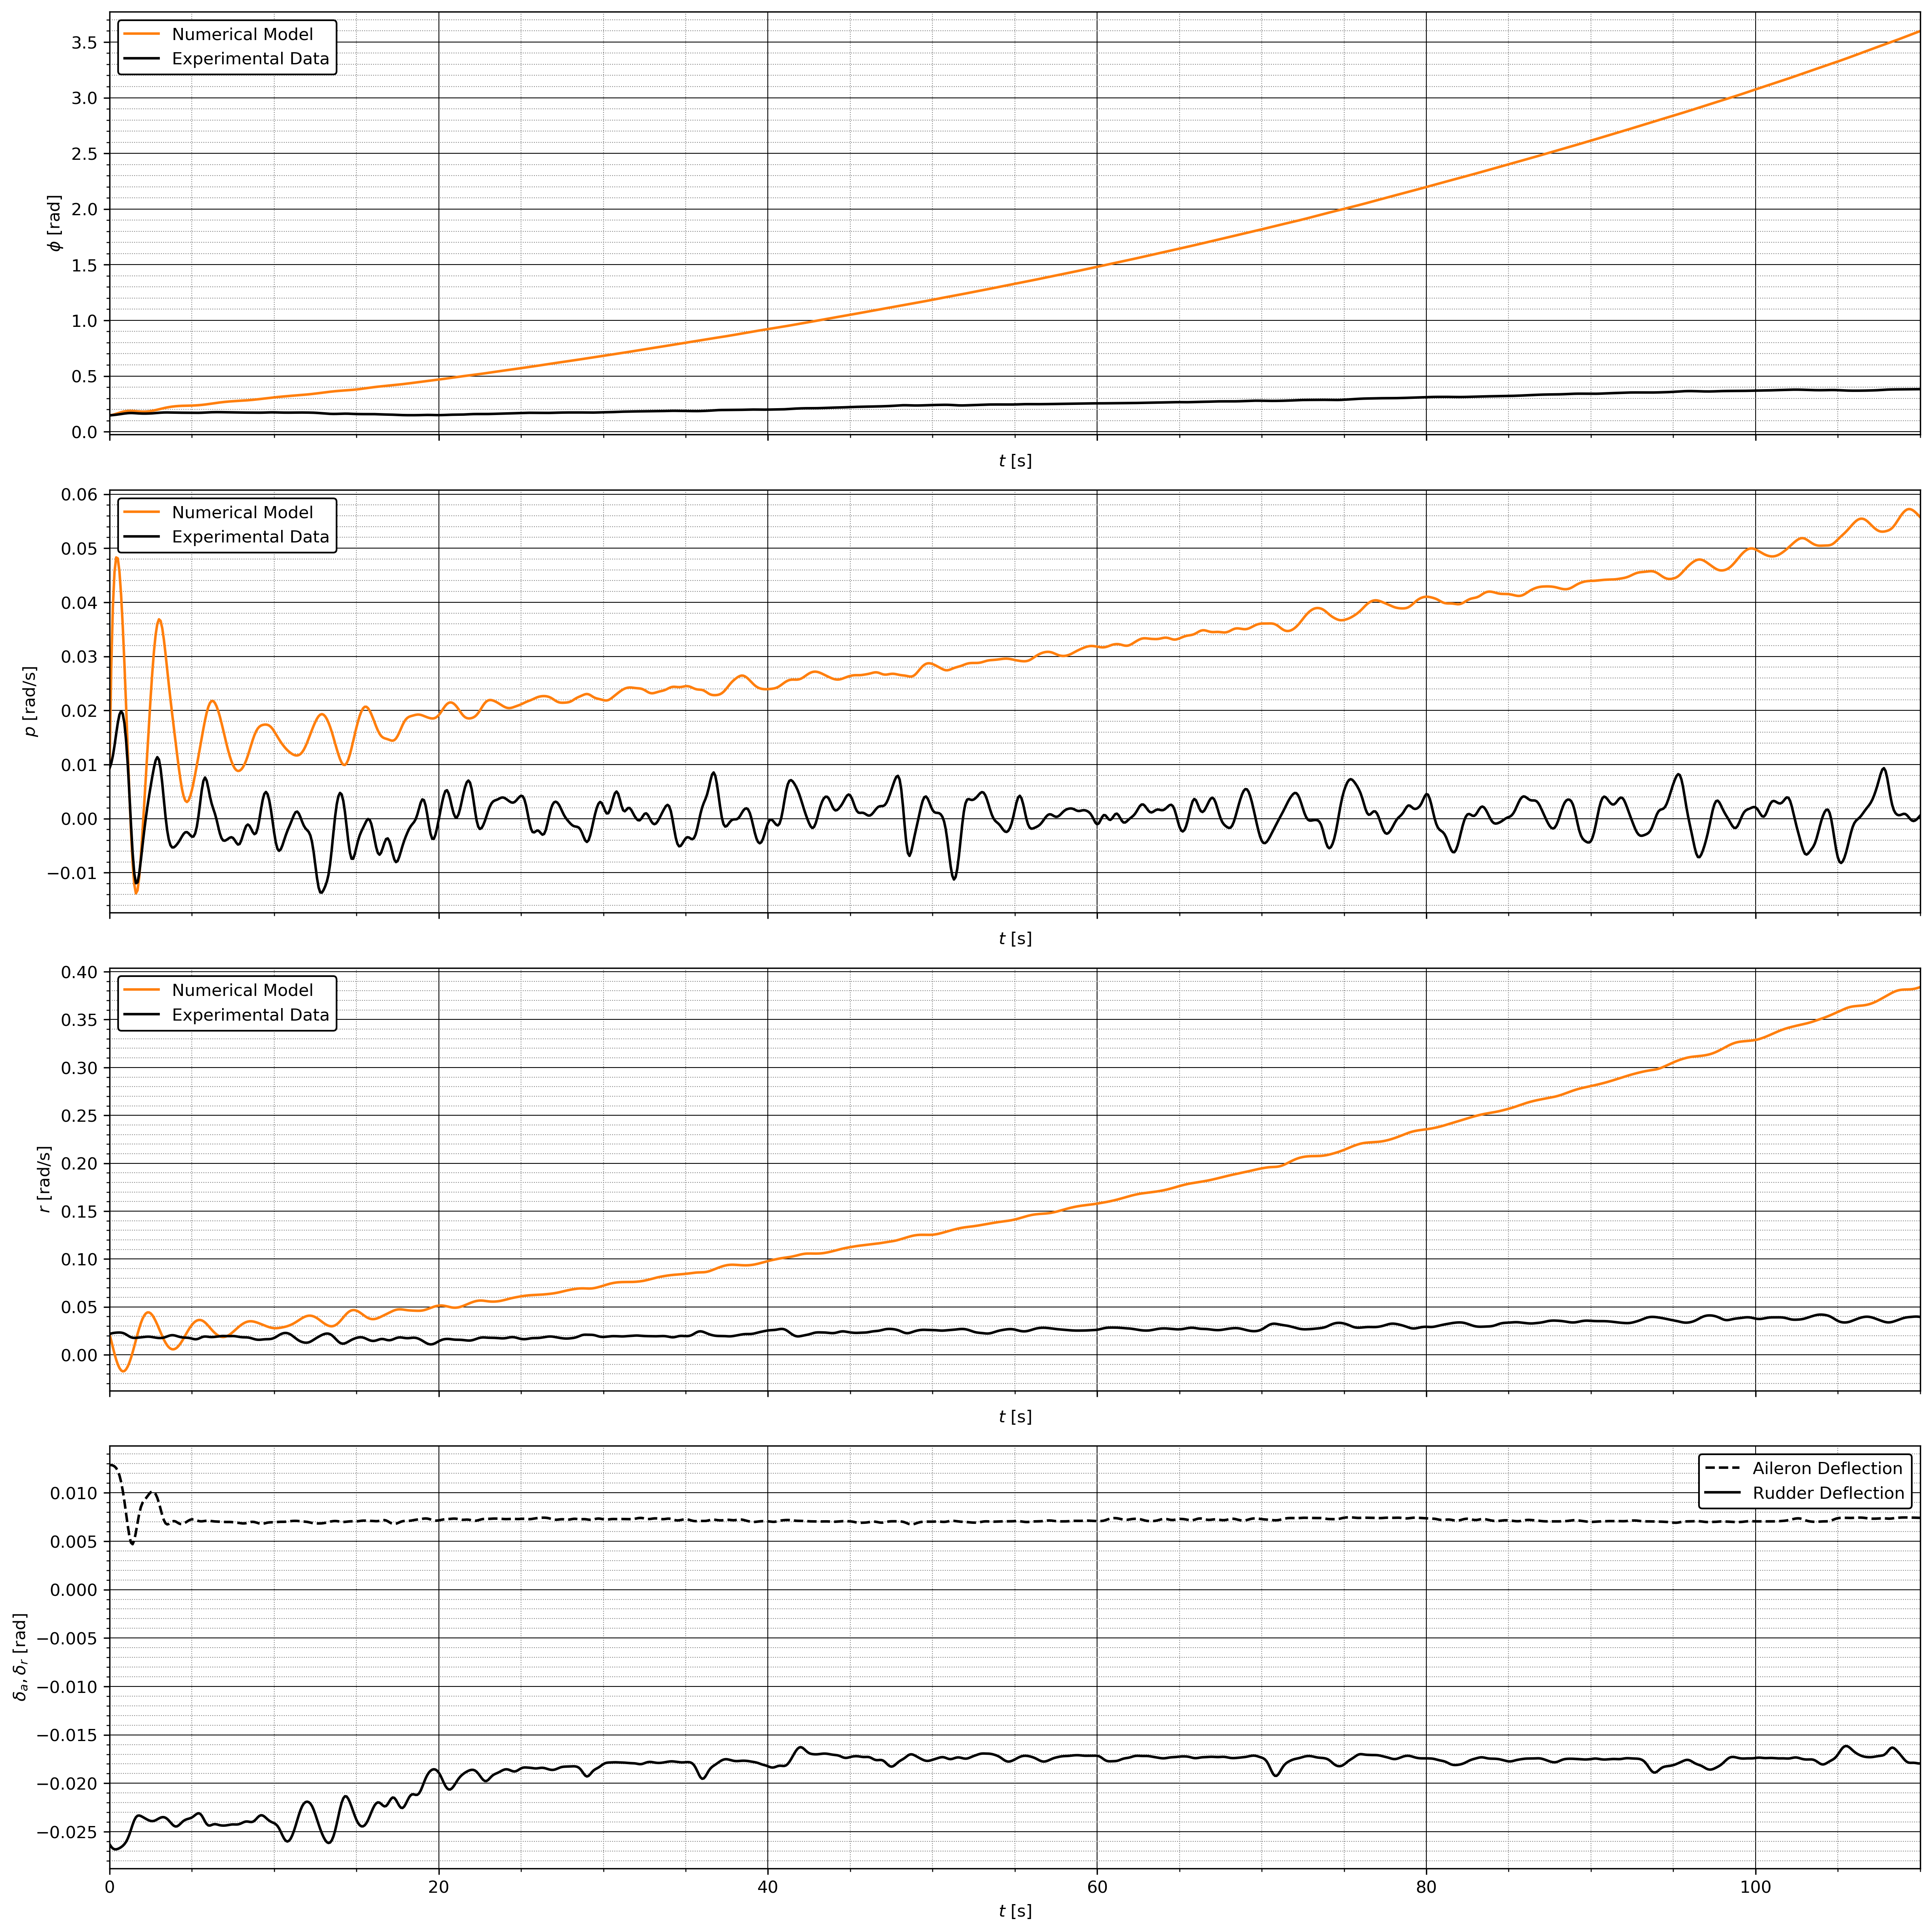 Numerical Model
Experimental Data
3.5
3.0
2.5
2.0
1.5
1.0
0.5
0.0
ϕ [rad]
t [s]
Numerical Model
Experimental Data
0.06
0.05
0.04
0.03
0.02
0.01
0.00
−0.01
p [rad/s]
t [s]
Numerical Model
Experimental Data
0.40
0.35
0.30
0.25
0.20
0.15
0.10
0.05
0.00
r [rad/s]
t [s]
Aileron Deflection
Rudder Deflection
0.010
0.005
0.000
−0.005
−0.010
−0.015
−0.020
−0.025
δa, δr [rad]
0 20 40 60 80 100
t [s]